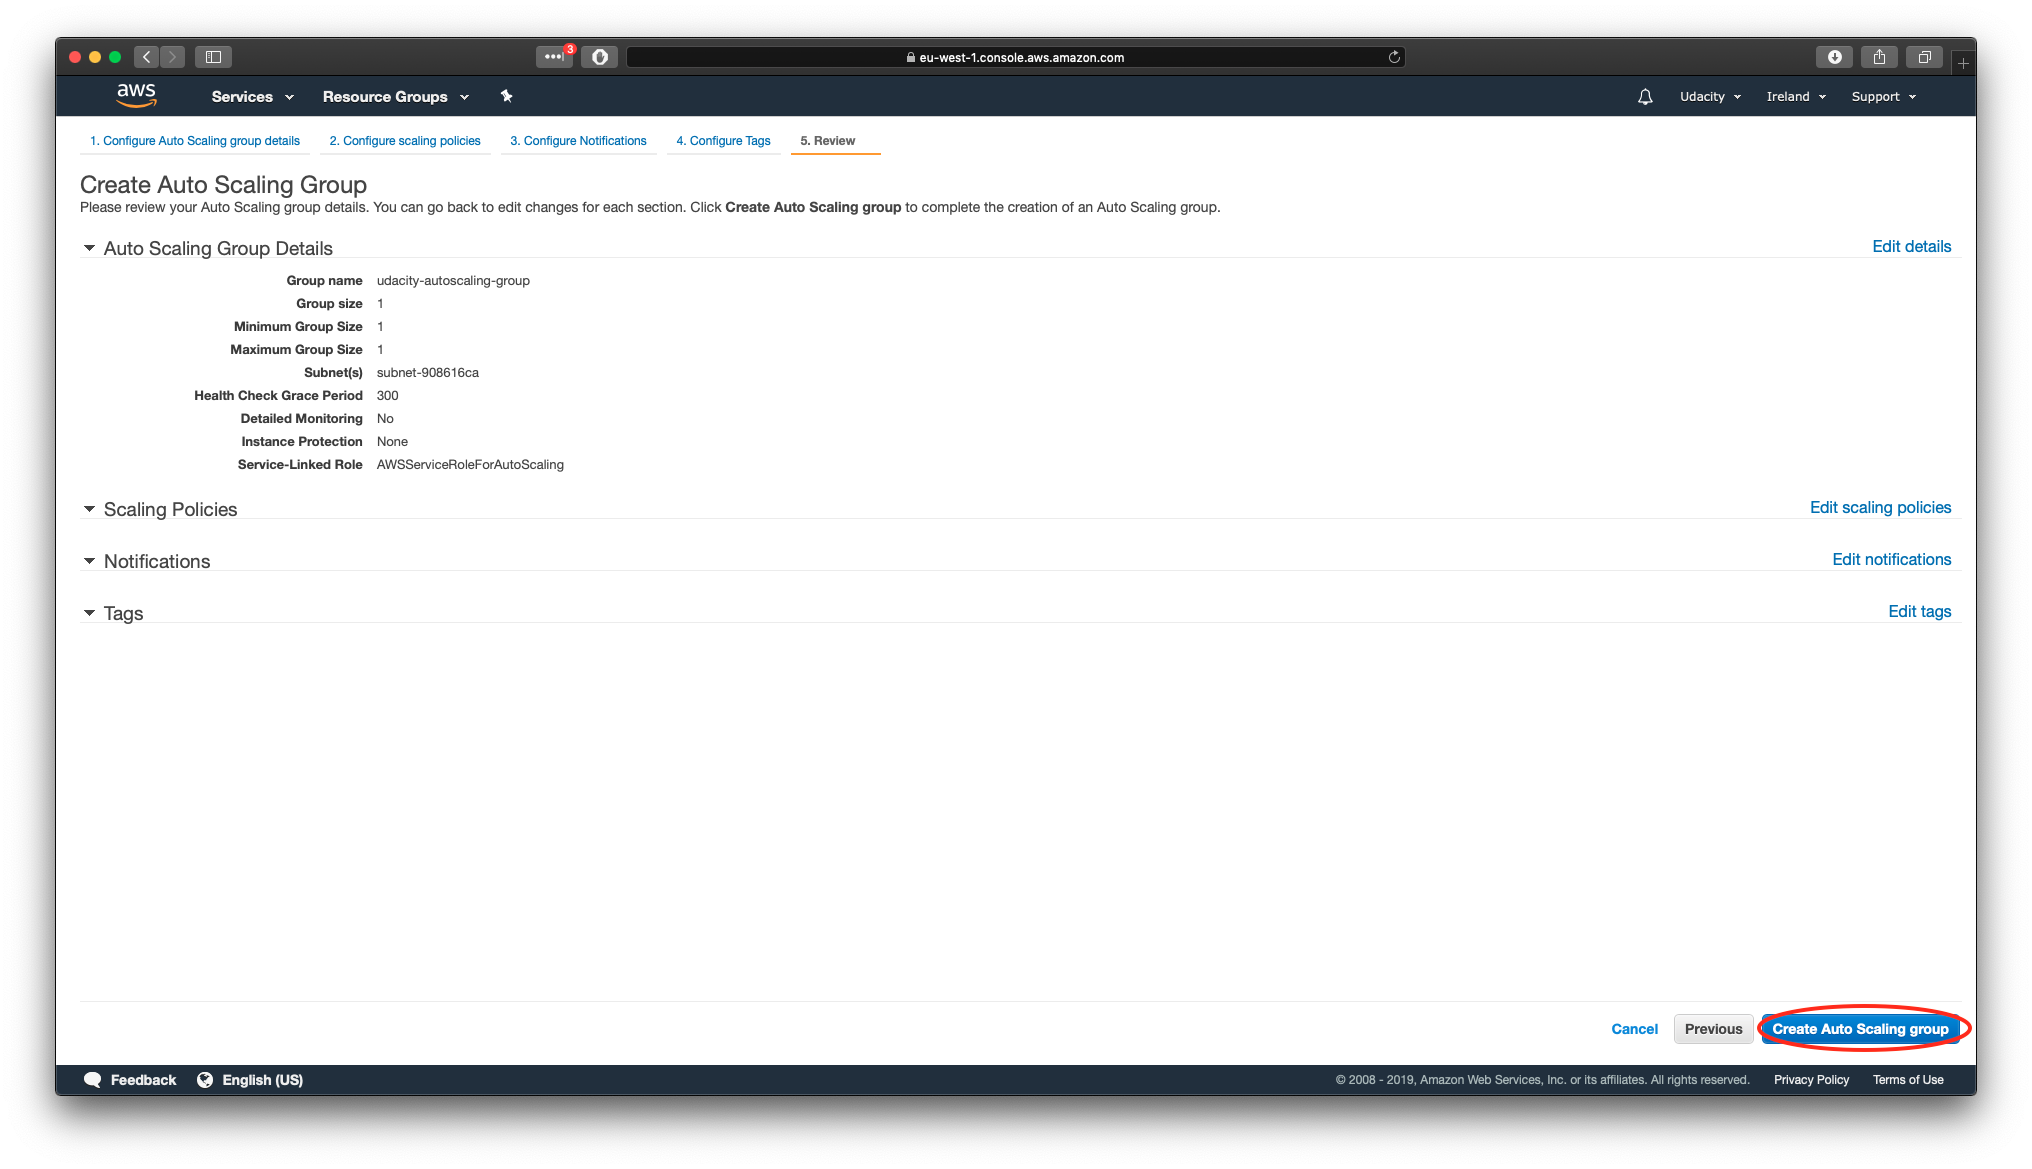 3
eu-west-1.console.aws.amazon.com
aws Services Resource Groups Udacity Ireland Support
1. Configure Auto Scaling group details 2. Configure scaling policies 3. Configure Notifications 4. Configure Tags 5. Review
Create Auto Scaling Group
Please review your Auto Scaling group details. You can go back to edit changes for each section. Click Create Auto Scaling group to complete the creation of an Auto Scaling group.
Auto Scaling Group Details Edit details
Group name udacity-autoscaling-group
Group size 1
Minimum Group Size 1
Maximum Group Size 1
Subnet(s) subnet-908616ca
Health Check Grace Period 300
Detailed Monitoring No
Instance Protection None
Service-Linked Role AWSServiceRoleForAutoScaling
Scaling Policies Edit scaling policies
Notifications Edit notifications
Tags Edit tags
Cancel Previous Create Auto Scaling group
Feedback English (US) © 2008 - 2019, Amazon Web Services, Inc. or its affiliates. All rights reserved. Privacy Policy Terms of Use